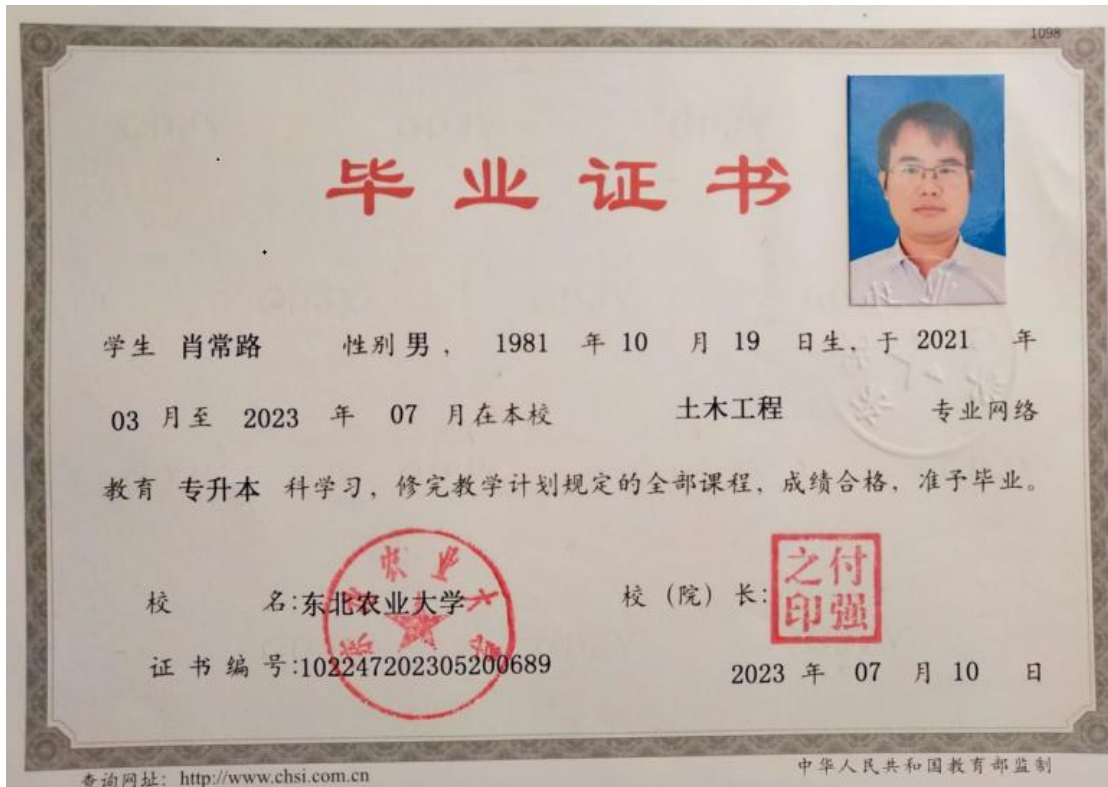 1098
毕业证书
学生 肖常路 性别 男 , 1981 年 10 月 19 日生, 于 2021 年
03 月至 2023 年 07 月在本校 土木工程 专业网络
教育 专升本 科学习, 修完教学计划规定的全部课程, 成绩合格, 准予毕业。
校 名:东北农业大学 校 (院) 长: 付强之印
证书编号:102247202305200689
2023 年 07 月 10 日
查询网址: http://www.chsi.com.cn
中华人民共和国教育部监制